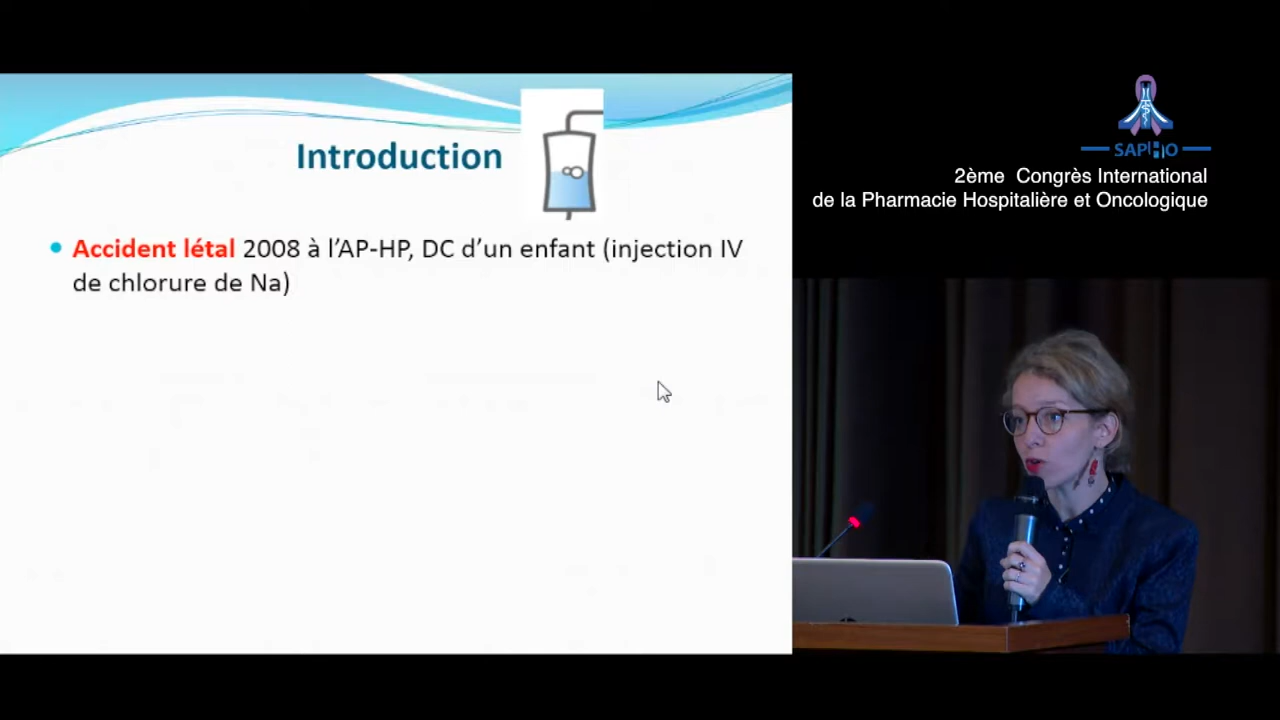 Introduction
Accident létal 2008 à l’AP-HP, DC d’un enfant (injection IV
de chlorure de Na)
SAPHO
2ème Congrès International
de la Pharmacie Hospitalière et Oncologique